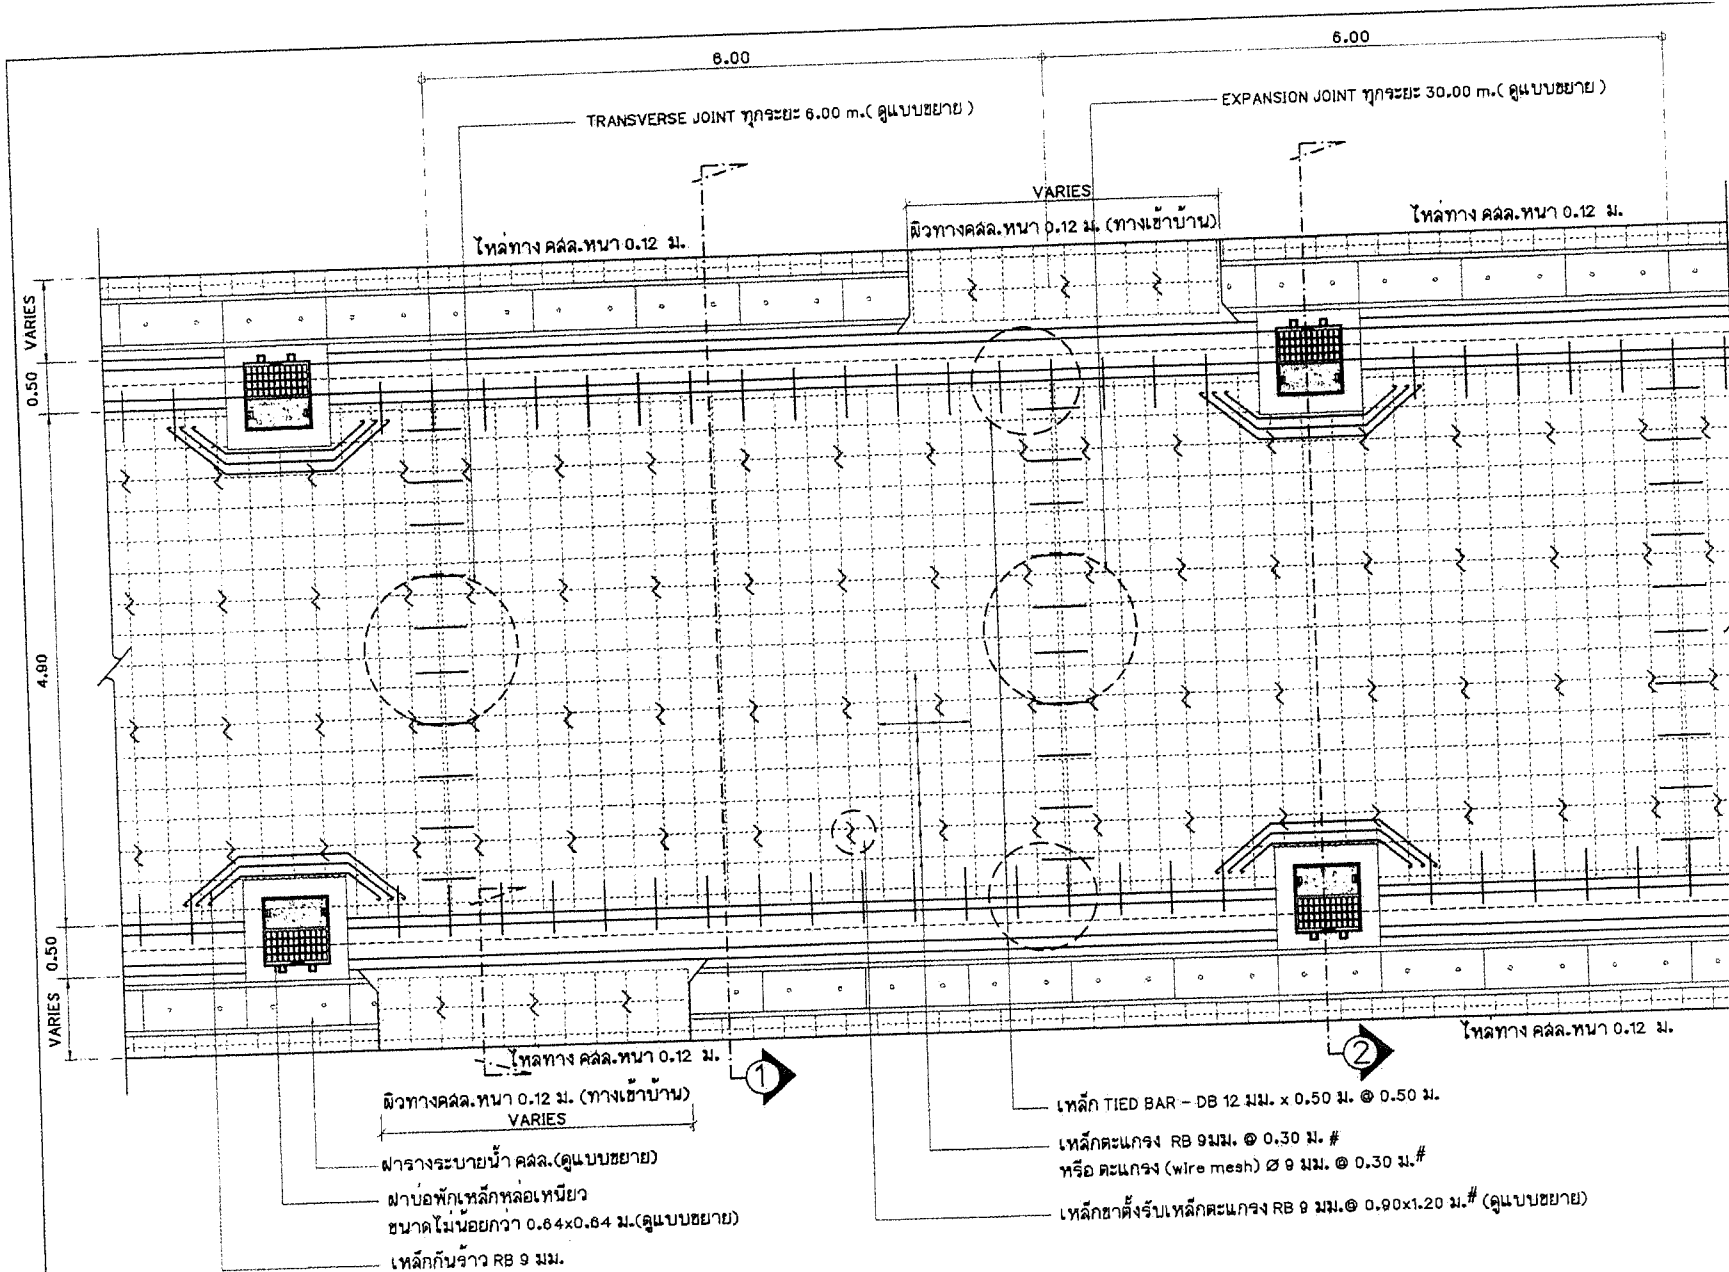 6.00
6.00
TRANSVERSE JOINT ทุกระยะ 6.00 m.( ดูแบบขยาย )
EXPANSION JOINT ทุกระยะ 30.00 m.( ดูแบบขยาย )
VARIES
ไหล่ทาง คสล.หนา 0.12 ม.
ผิวทางคสล.หนา 0.12 ม. (ทางเข้าบ้าน)
ไหล่ทาง คสล.หนา 0.12 ม.
VARIES
0.50
4.90
0.50
VARIES
ไหลทาง คสล.หนา 0.12 ม.
1
2
ไหลทาง คสล.หนา 0.12 ม.
ผิวทางคสล.หนา 0.12 ม. (ทางเข้าบ้าน)
VARIES
ฝารางระบายน้ำ คสล.(ดูแบบขยาย)
ฝาบ่อพักเหล็กหล่อเหนียว
ขนาดไม่น้อยกว่า 0.64x0.64 ม.(ดูแบบขยาย)
เหล็กกันร้าว RB 9 มม.
เหล็ก TIED BAR - DB 12 มม. x 0.50 ม. @ 0.50 ม.
เหล็กตะแกรง RB 9มม. @ 0.30 ม. #
หรือ ตะแกรง (wire mesh) Ø 9 มม. @ 0.30 ม.#
เหล็กขาตั้งรับเหล็กตะแกรง RB 9 มม.@ 0.90x1.20 ม.# (ดูแบบขยาย)